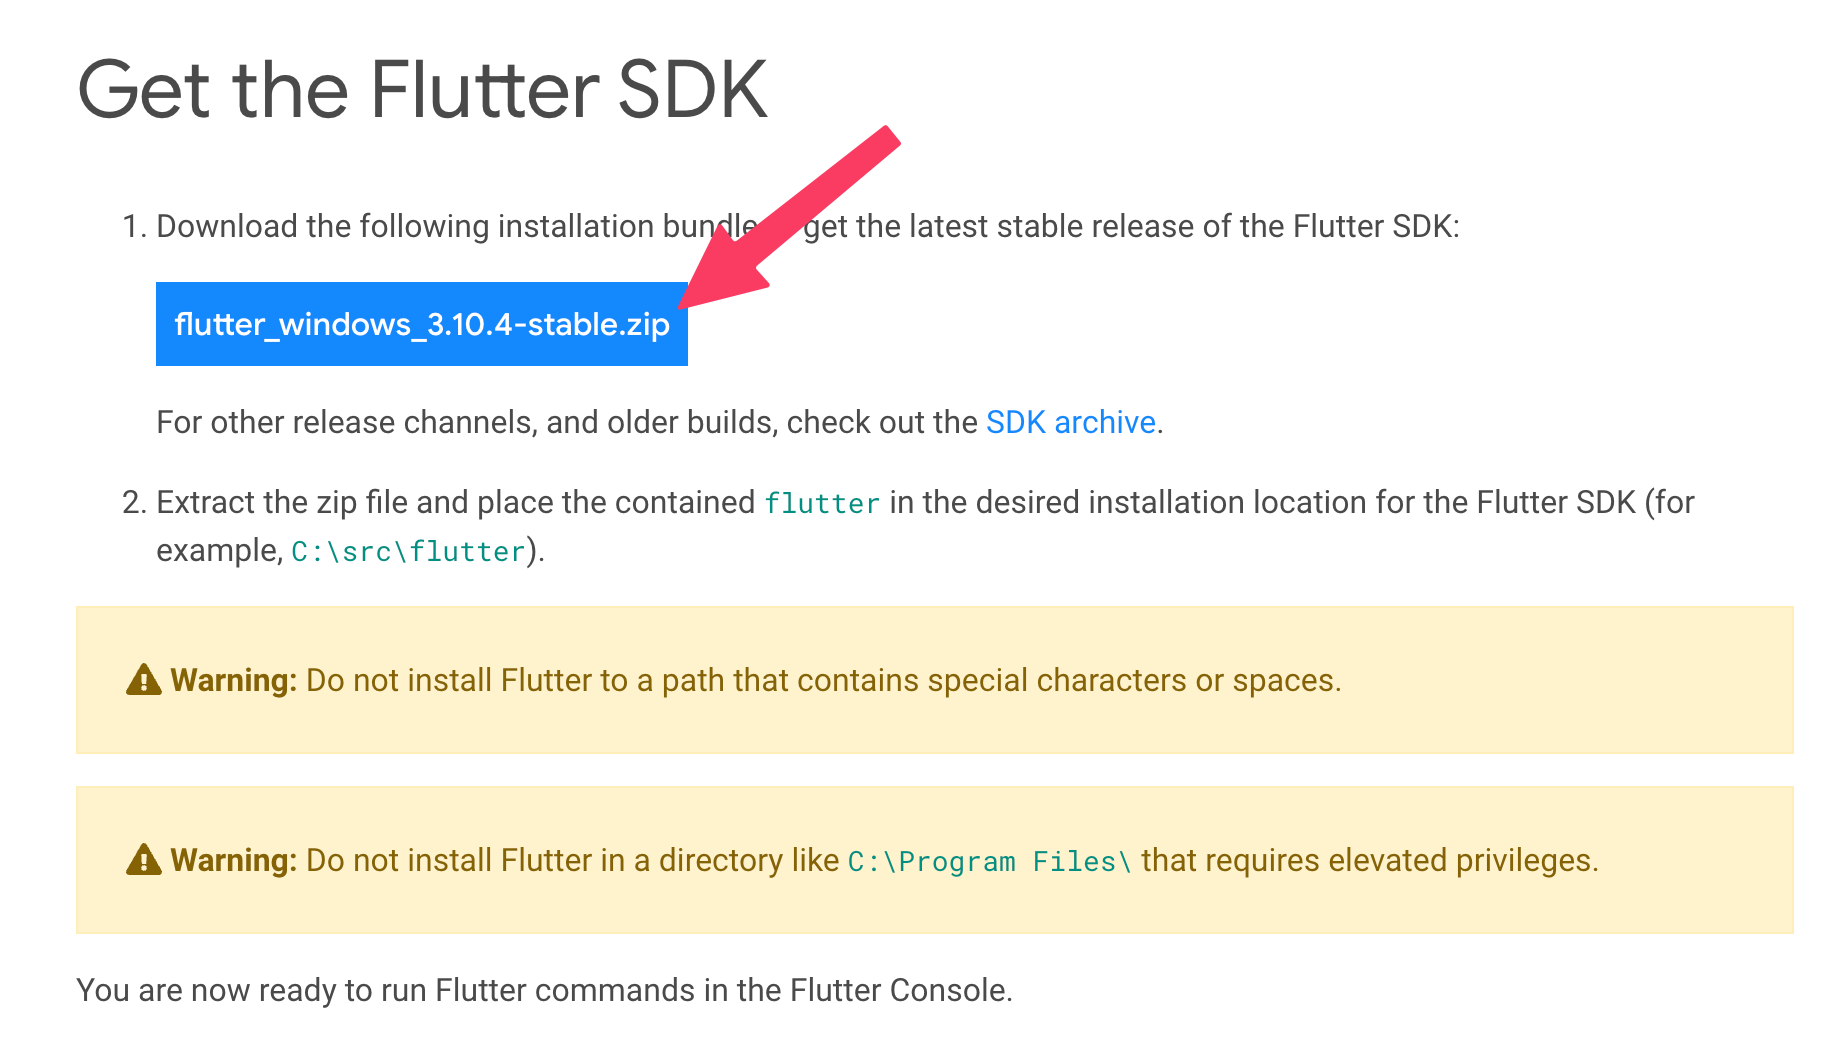 Get the Flutter SDK
1. Download the following installation bundle get the latest stable release of the Flutter SDK:
flutter_windows_3.10.4-stable.zip
For other release channels, and older builds, check out the SDK archive.
2. Extract the zip file and place the contained flutter in the desired installation location for the Flutter SDK (for
example, C:\src\flutter).
Warning: Do not install Flutter to a path that contains special characters or spaces.
Warning: Do not install Flutter in a directory like C:\Program Files\ that requires elevated privileges.
You are now ready to run Flutter commands in the Flutter Console.